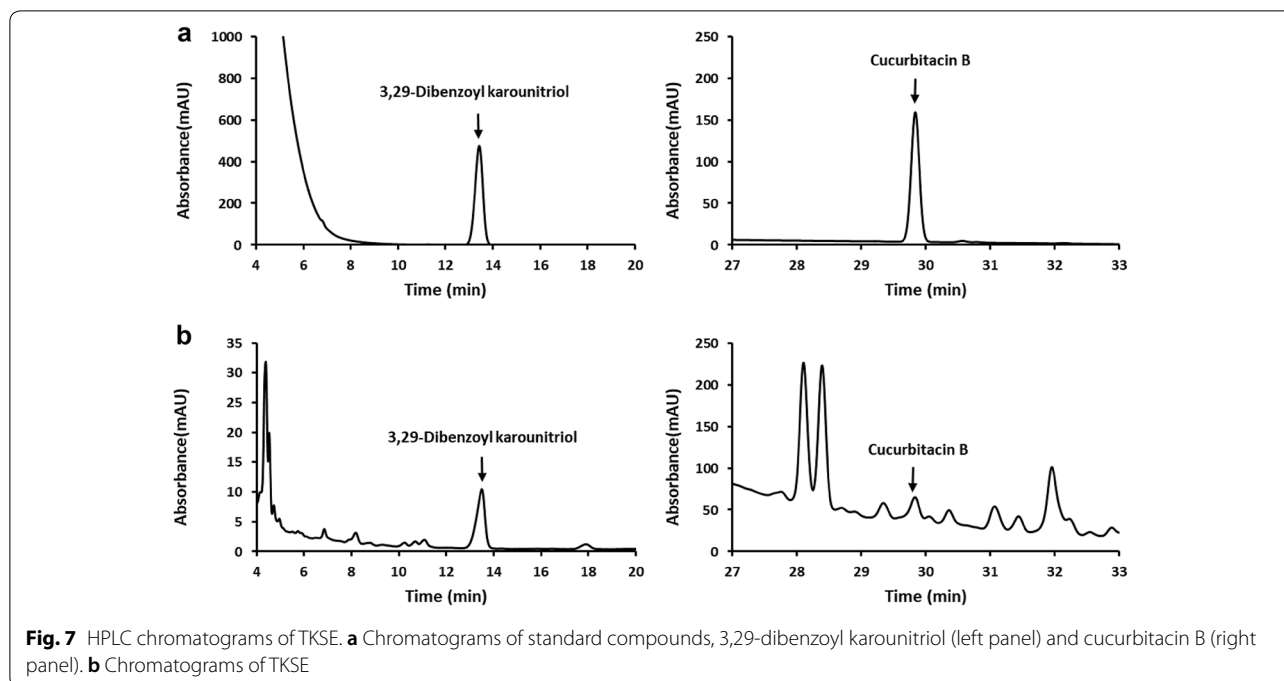 a
1000
800
600
400
200
0
Absorbance(mAU)
3,29-Dibenzoyl karounitriol
4 6 8 10 12 14 16 18 20
Time (min)
250
200
150
100
50
0
Absorbance(mAU)
Cucurbitacin B
27 28 29 30 31 32 33
Time (min)
b
35
30
25
20
15
10
5
0
Absorbance(mAU)
3,29-Dibenzoyl karounitriol
4 6 8 10 12 14 16 18 20
Time (min)
250
200
150
100
50
0
Absorbance(mAU)
Cucurbitacin B
27 28 29 30 31 32 33
Time (min)
Fig. 7 HPLC chromatograms of TKSE. a Chromatograms of standard compounds, 3,29-dibenzoyl karounitriol (left panel) and cucurbitacin B (right
panel). b Chromatograms of TKSE